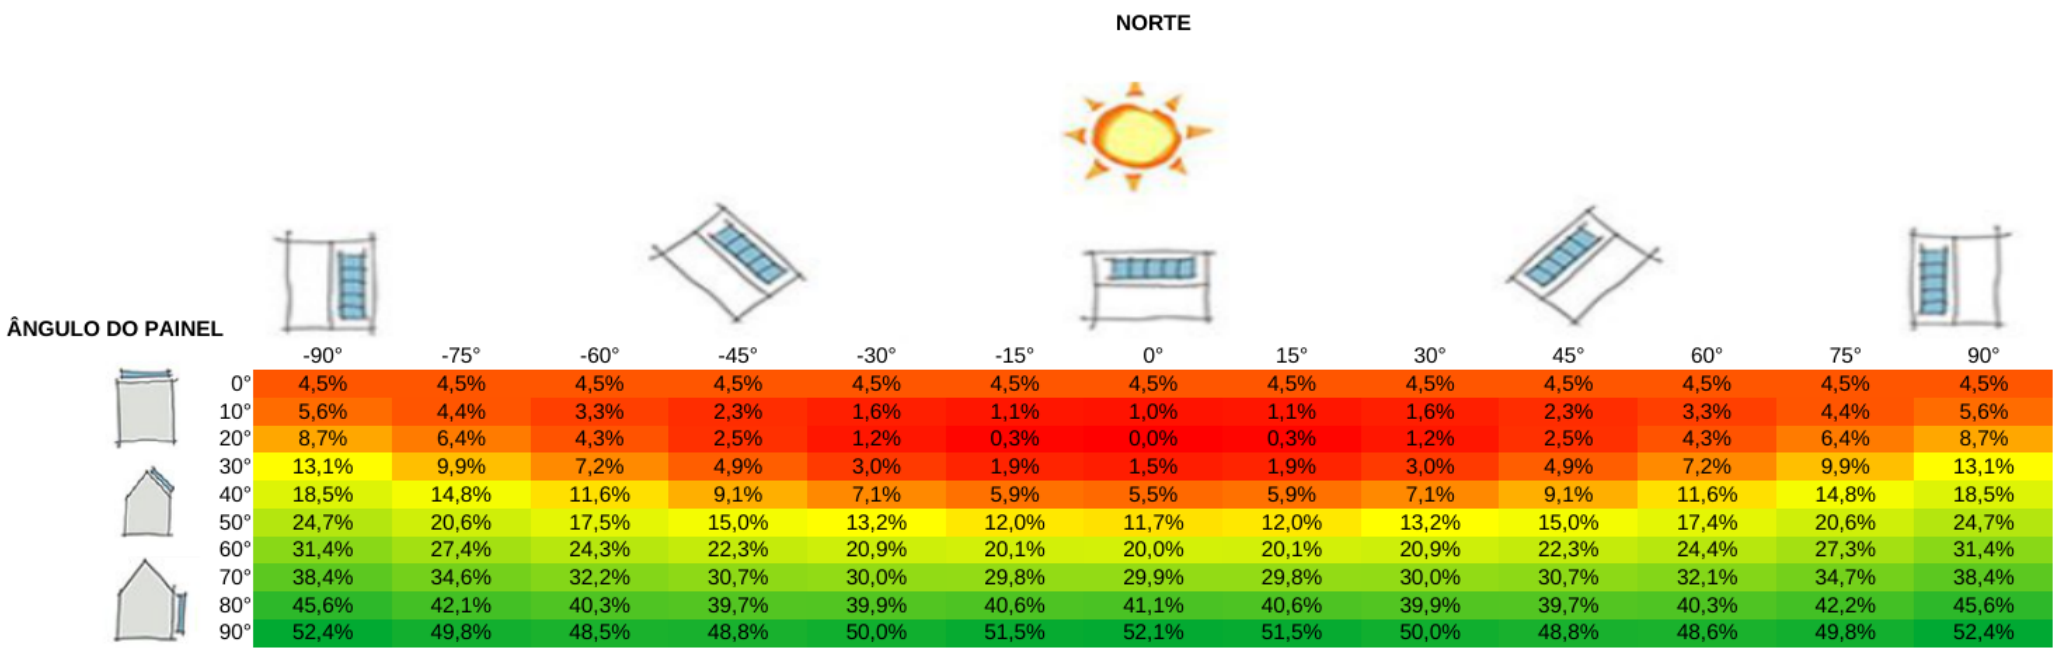 NORTE
ÂNGULO DO PAINEL
-90° -75° -60° -45° -30° -15° 0° 15° 30° 45° 60° 75° 90°
0° 4,5% 4,5% 4,5% 4,5% 4,5% 4,5% 4,5% 4,5% 4,5% 4,5% 4,5% 4,5% 4,5%
10° 5,6% 4,4% 3,3% 2,3% 1,6% 1,1% 1,0% 1,1% 1,6% 2,3% 3,3% 4,4% 5,6%
20° 8,7% 6,4% 4,3% 2,5% 1,2% 0,3% 0,0% 0,3% 1,2% 2,5% 4,3% 6,4% 8,7%
30° 13,1% 9,9% 7,2% 4,9% 3,0% 1,9% 1,5% 1,9% 3,0% 4,9% 7,2% 9,9% 13,1%
40° 18,5% 14,8% 11,6% 9,1% 7,1% 5,9% 5,5% 5,9% 7,1% 9,1% 11,6% 14,8% 18,5%
50° 24,7% 20,6% 17,5% 15,0% 13,2% 12,0% 11,7% 12,0% 13,2% 15,0% 17,4% 20,6% 24,7%
60° 31,4% 27,4% 24,3% 22,3% 20,9% 20,1% 20,0% 20,1% 20,9% 22,3% 24,4% 27,3% 31,4%
70° 38,4% 34,6% 32,2% 30,7% 30,0% 29,8% 29,9% 29,8% 30,0% 30,7% 32,1% 34,7% 38,4%
80° 45,6% 42,1% 40,3% 39,7% 39,9% 40,6% 41,1% 40,6% 39,9% 39,7% 40,3% 42,2% 45,6%
90° 52,4% 49,8% 48,5% 48,8% 50,0% 51,5% 52,1% 51,5% 50,0% 48,8% 48,6% 49,8% 52,4%